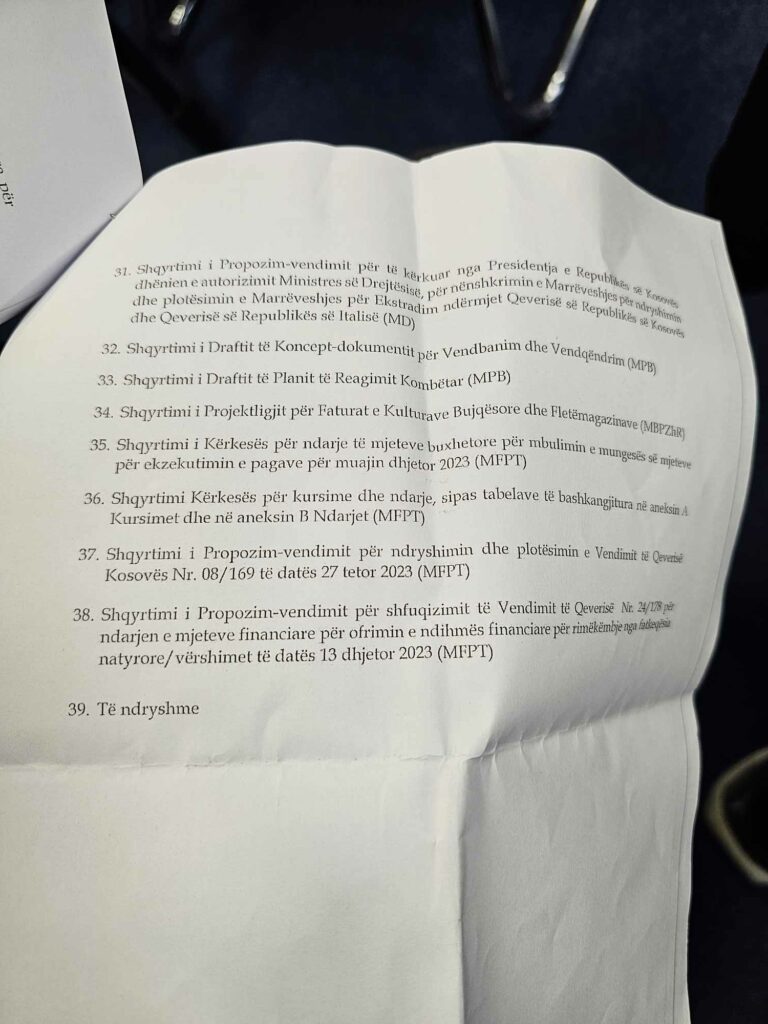 31. Shqyrtimi i Propozim-vendimit për të kërkuar nga Presidentja e Republikës së Kosovës
dhënien e autorizimit Ministres së Drejtësisë, për nënshkrimin e Marrëveshjes për ndryshimin
dhe plotësimin e Marrëveshjes për Ekstradim ndërmjet Qeverisë së Republikës së Kosovës
dhe Qeverisë së Republikës së Italisë (MD)
32. Shqyrtimi i Draftit të Koncept-dokumentit për Vendbanim dhe Vendqëndrim (MPB)
33. Shqyrtimi i Draftit të Planit të Reagimit Kombëtar (MPB)
34. Shqyrtimi i Projektligjit për Faturat e Kulturave Bujqësore dhe Fletëmagazinave (MBPZhR)
35. Shqyrtimi i Kërkesës për ndarje të mjeteve buxhetore për mbulimin e mungesës së mjeteve
për ekzekutimin e pagave për muajin dhjetor 2023 (MFPT)
36. Shqyrtimi Kërkesës për kursime dhe ndarje, sipas tabelave të bashkangjitura në aneksin A
Kursimet dhe në aneksin B Ndarjet (MFPT)
37. Shqyrtimi i Propozim-vendimit për ndryshimin dhe plotësimin e Vendimit të Qeverisë
Kosovës Nr. 08/169 të datës 27 tetor 2023 (MFPT)
38. Shqyrtimi i Propozim-vendimit për shfuqizimit të Vendimit të Qeverisë Nr. 24/178 për
ndarjen e mjeteve financiare për ofrimin e ndihmës financiare për rimëkëmbje nga fatkeqësia
natyrore/vërshimet të datës 13 dhjetor 2023 (MFPT)
39. Të ndryshme
për